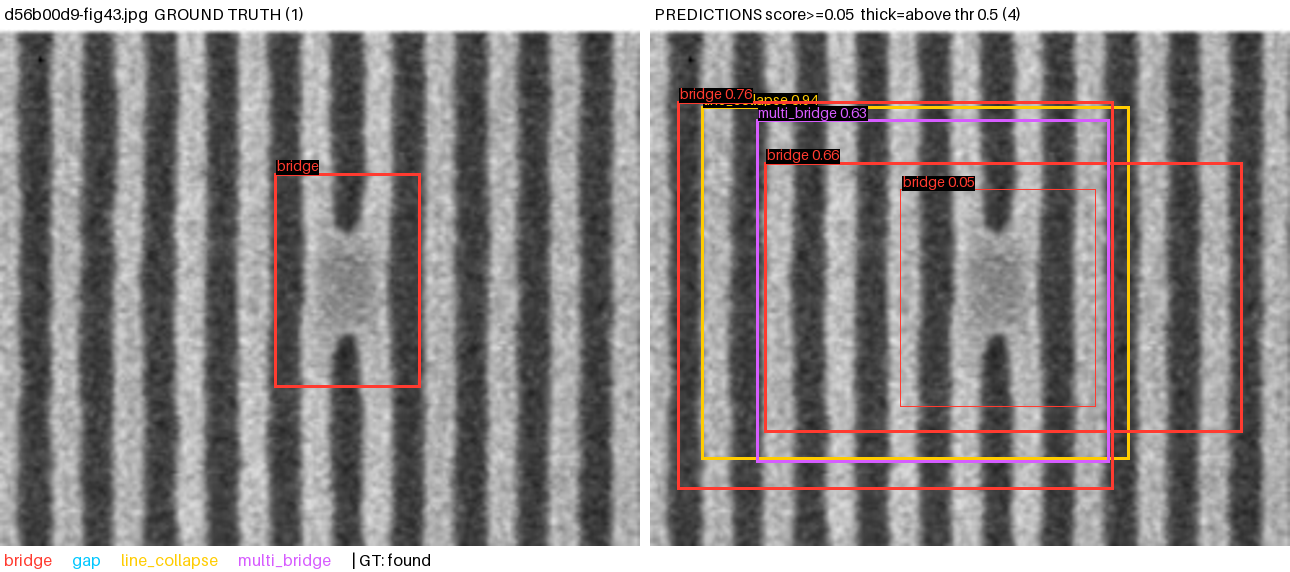 d56b00d9-fig43.jpg GROUND TRUTH (1)
PREDICTIONS score>=0.05 thick=above thr 0.5 (4)
bridge
bridge 0.76
line_collapse 0.94
multi_bridge 0.63
bridge 0.66
bridge 0.05
bridge gap line_collapse multi_bridge | GT: found